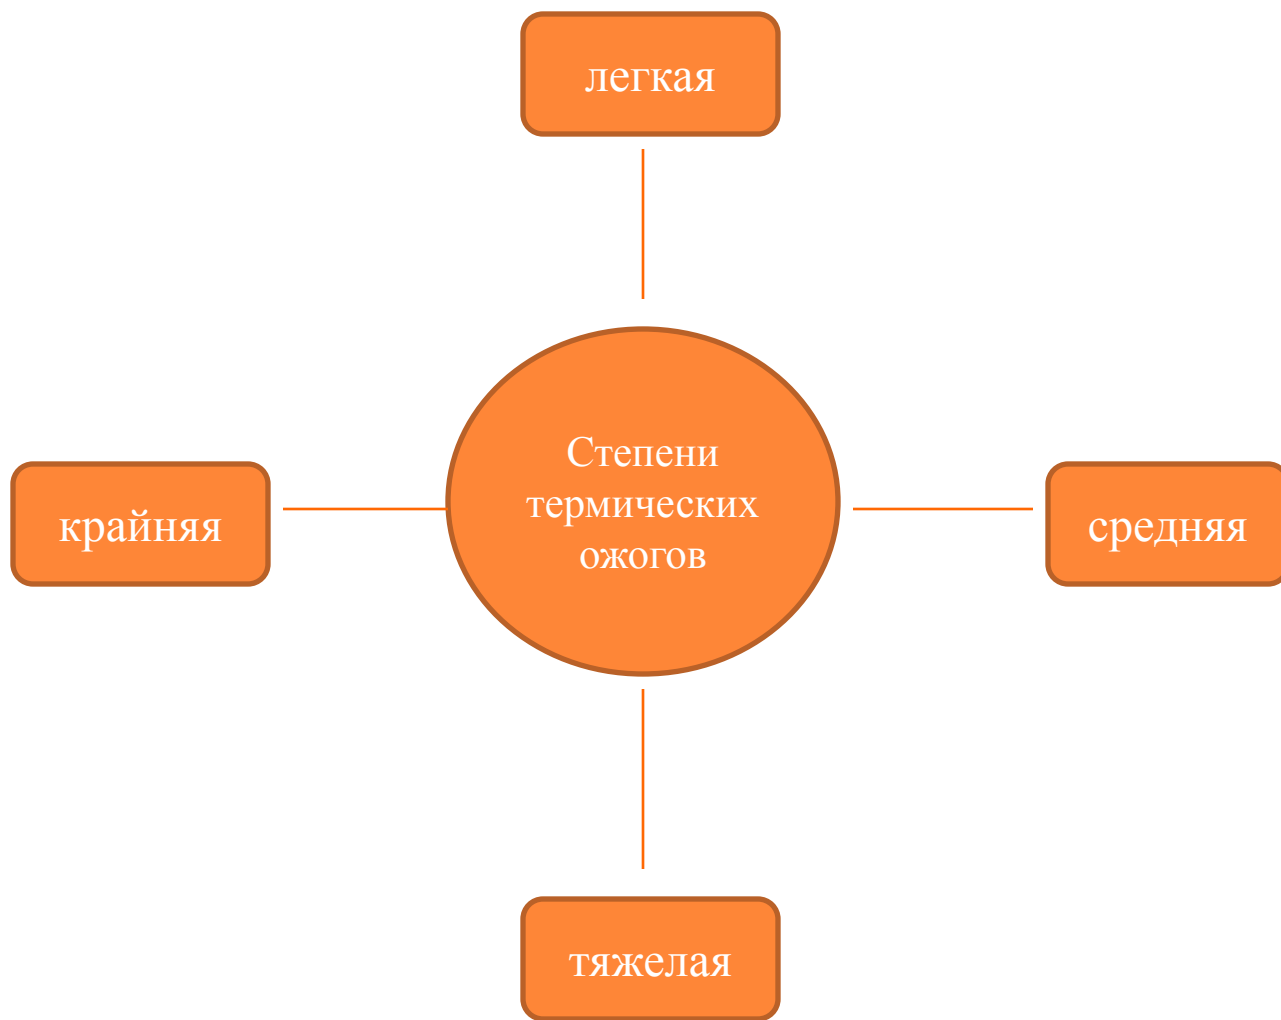 легкая
Степени
термических
ожогов
крайняя
средняя
тяжелая